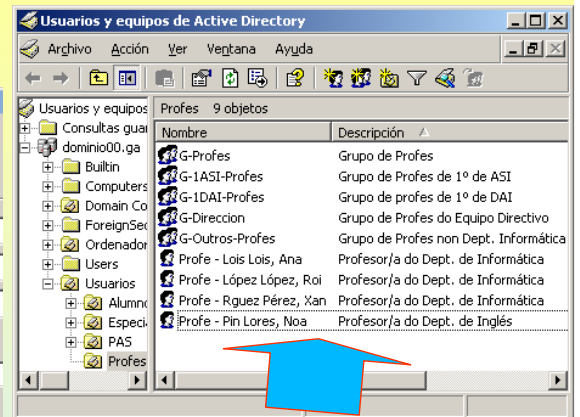 Usuarios y equipos de Active Directory
Archivo Acción Ver Ventana Ayuda
Usuarios y equipos
Consultas guar
dominio00.ga
Builtin
Computers
Domain Co
ForeignSec
Ordenador
Users
Usuarios
Alumno
Especi
PAS
Profes
Profes 9 objetos
Nombre Descripción
G-Profes Grupo de Profes
G-1ASI-Profes Grupo de Profes de 1º de ASI
G-1DAI-Profes Grupo de profes de 1º de DAI
G-Direccion Grupo de Profes do Equipo Directivo
G-Outros-Profes Grupo de Profes non Dept. Informática
Profe - Lois Lois, Ana Profesor/a do Dept. de Informática
Profe - López López, Roi Profesor/a do Dept. de Informática
Profe - Rguez Pérez, Xan Profesor/a do Dept. de Informática
Profe - Pin Lores, Noa Profesor/a do Dept. de Inglés